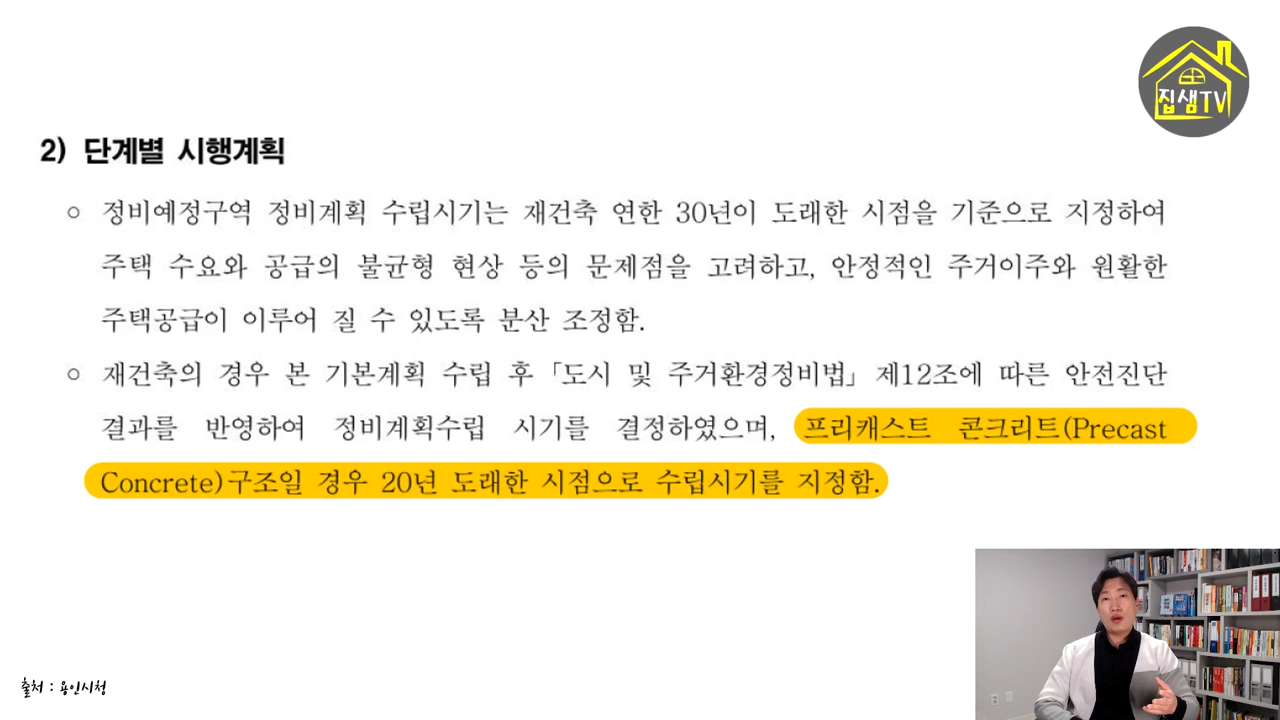 집샘TV
2) 단계별 시행계획
○ 정비예정구역 정비계획 수립시기는 재건축 연한 30년이 도래한 시점을 기준으로 지정하여
주택 수요와 공급의 불균형 현상 등의 문제점을 고려하고, 안정적인 주거이주와 원활한
주택공급이 이루어 질 수 있도록 분산 조정함.
○ 재건축의 경우 본 기본계획 수립 후 「도시 및 주거환경정비법」 제12조에 따른 안전진단
결과를 반영하여 정비계획수립 시기를 결정하였으며, 프리캐스트 콘크리트(Precast
Concrete)구조일 경우 20년 도래한 시점으로 수립시기를 지정함.
출처 : 용인시청